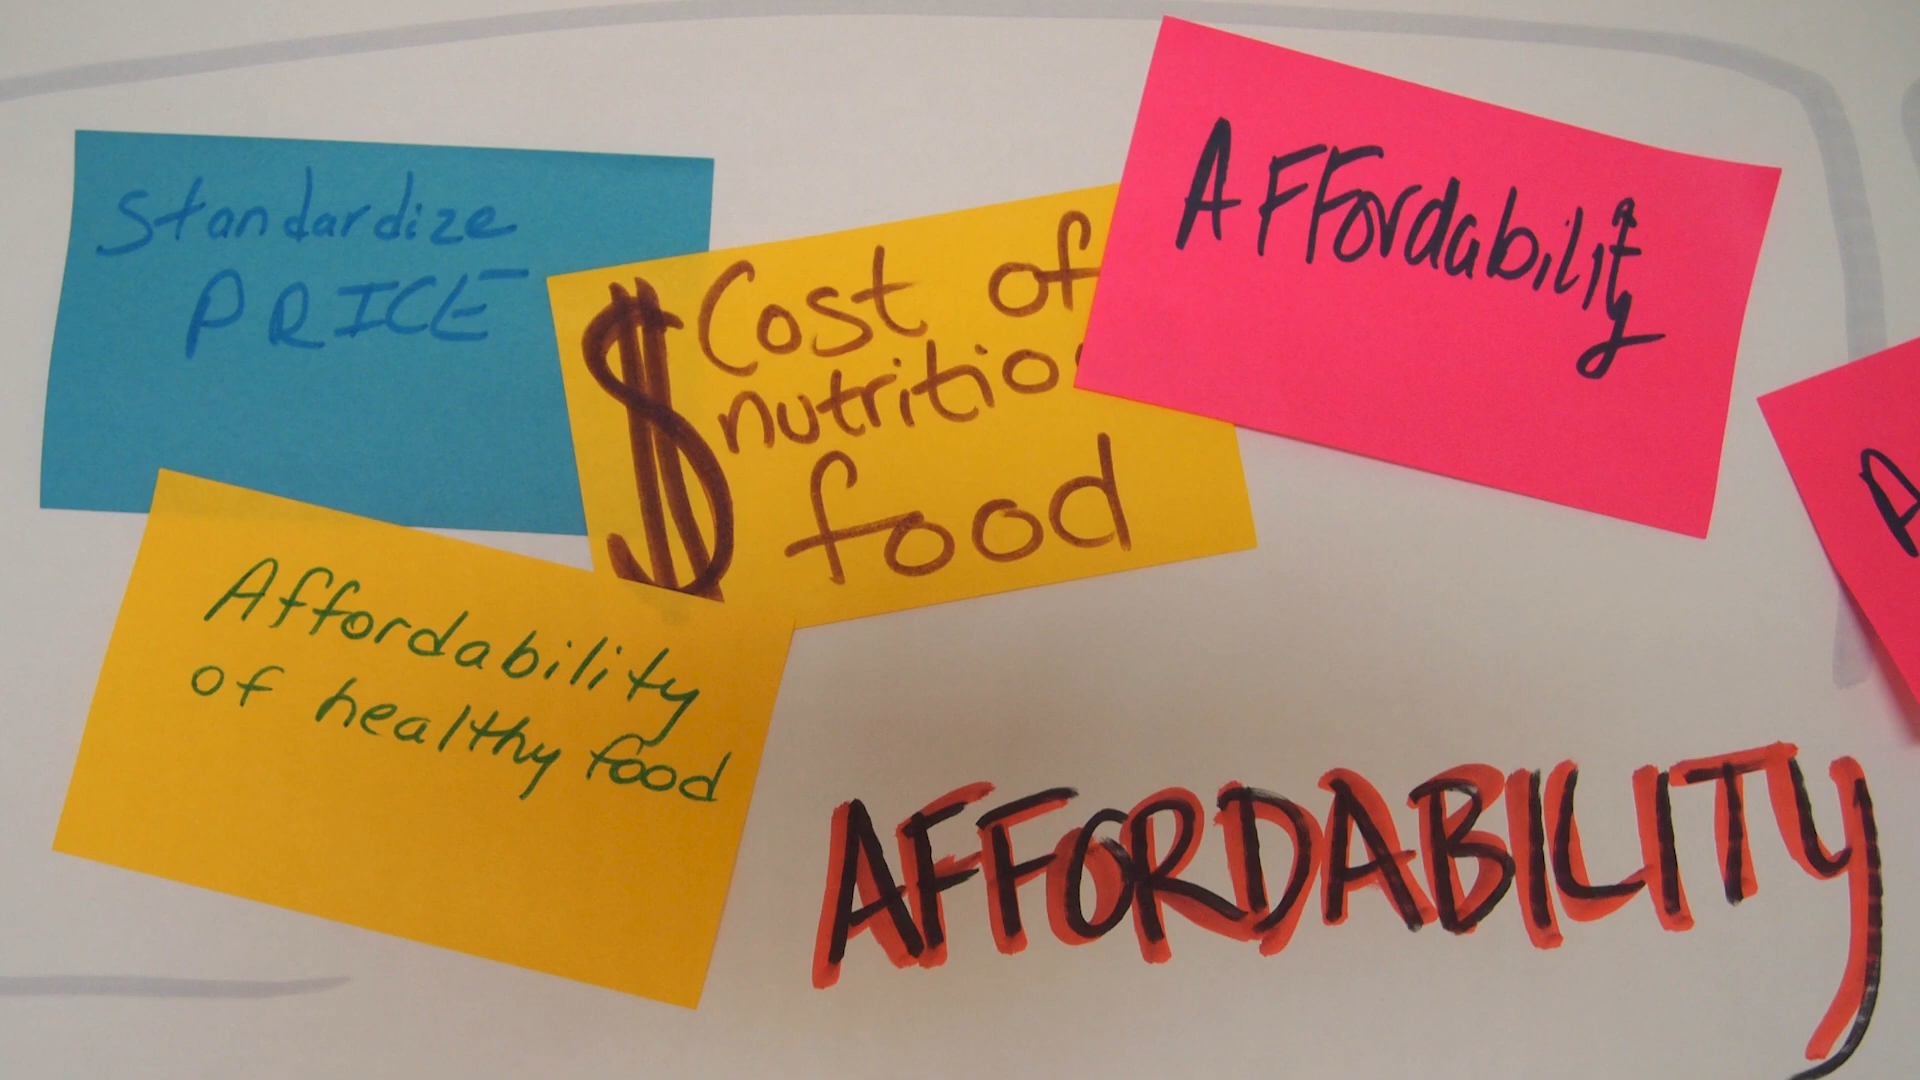 Standardize
PRICE
$ Cost of
nutritio
food
Affordability
Affordability
of healthy food
A
AFFORDABILITY